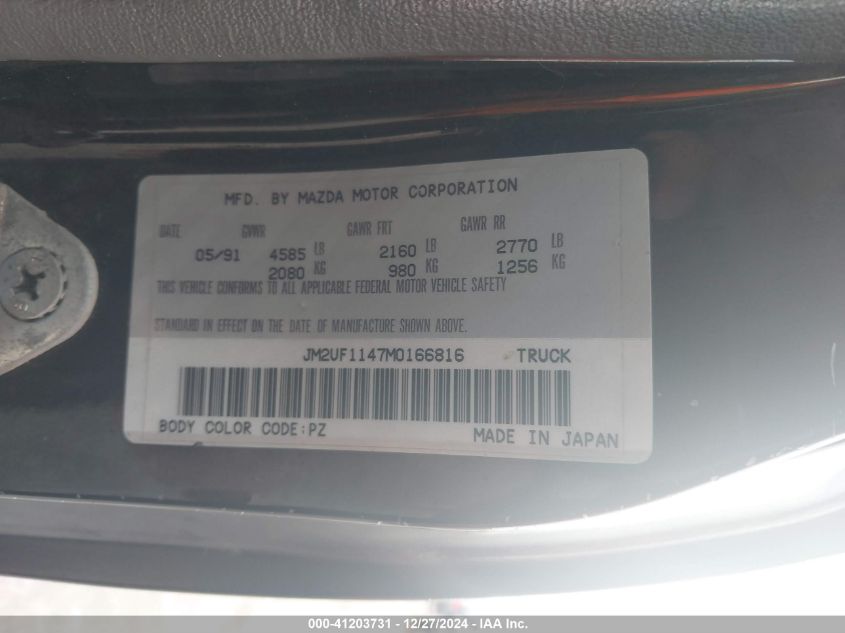 MFD. BY MAZDA MOTOR CORPORATION
DATE GVWR GAWR FRT GAWR RR
05/91 4585 LB 2160 LB 2770 LB
2080 KG 980 KG 1256 KG
THIS VEHICLE CONFORMS TO ALL APPLICABLE FEDERAL MOTOR VEHICLE SAFETY
STANDARD IN EFFECT ON THE DATE OF MANUFACTURE SHOWN ABOVE.
JM2UF1147M0166816 TRUCK
BODY COLOR CODE:PZ MADE IN JAPAN
000-41203731 - 12/27/2024 - IAA Inc.